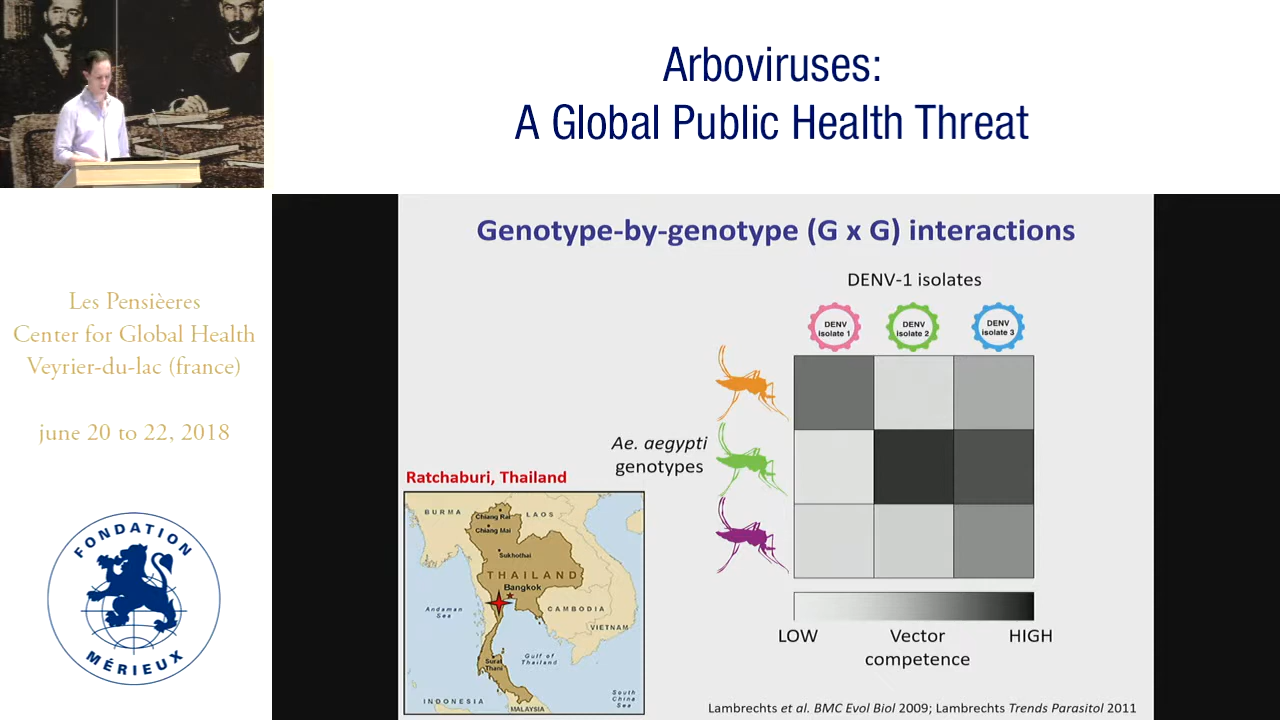 Arboviruses:
A Global Public Health Threat
Les Pensièeres
Center for Global Health
Veyrier-du-lac (france)
june 20 to 22, 2018
FONDATION
MÉRIEUX
Genotype-by-genotype (G x G) interactions
DENV-1 isolates
DENV
isolate 1
DENV
isolate 2
DENV
isolate 3
Ae. aegypti
genotypes
LOW
Vector
competence
HIGH
Ratchaburi, Thailand
BURMA
LAOS
Chiang Rai
Chiang Mai
Sukhothai
THAILAND
Bangkok
CAMBODIA
VIETNAM
Andaman
Sea
Gulf of
Thailand
Surat
Thani
South
China
Sea
INDONESIA
MALAYSIA
Lambrechts et al. BMC Evol Biol 2009; Lambrechts Trends Parasitol 2011